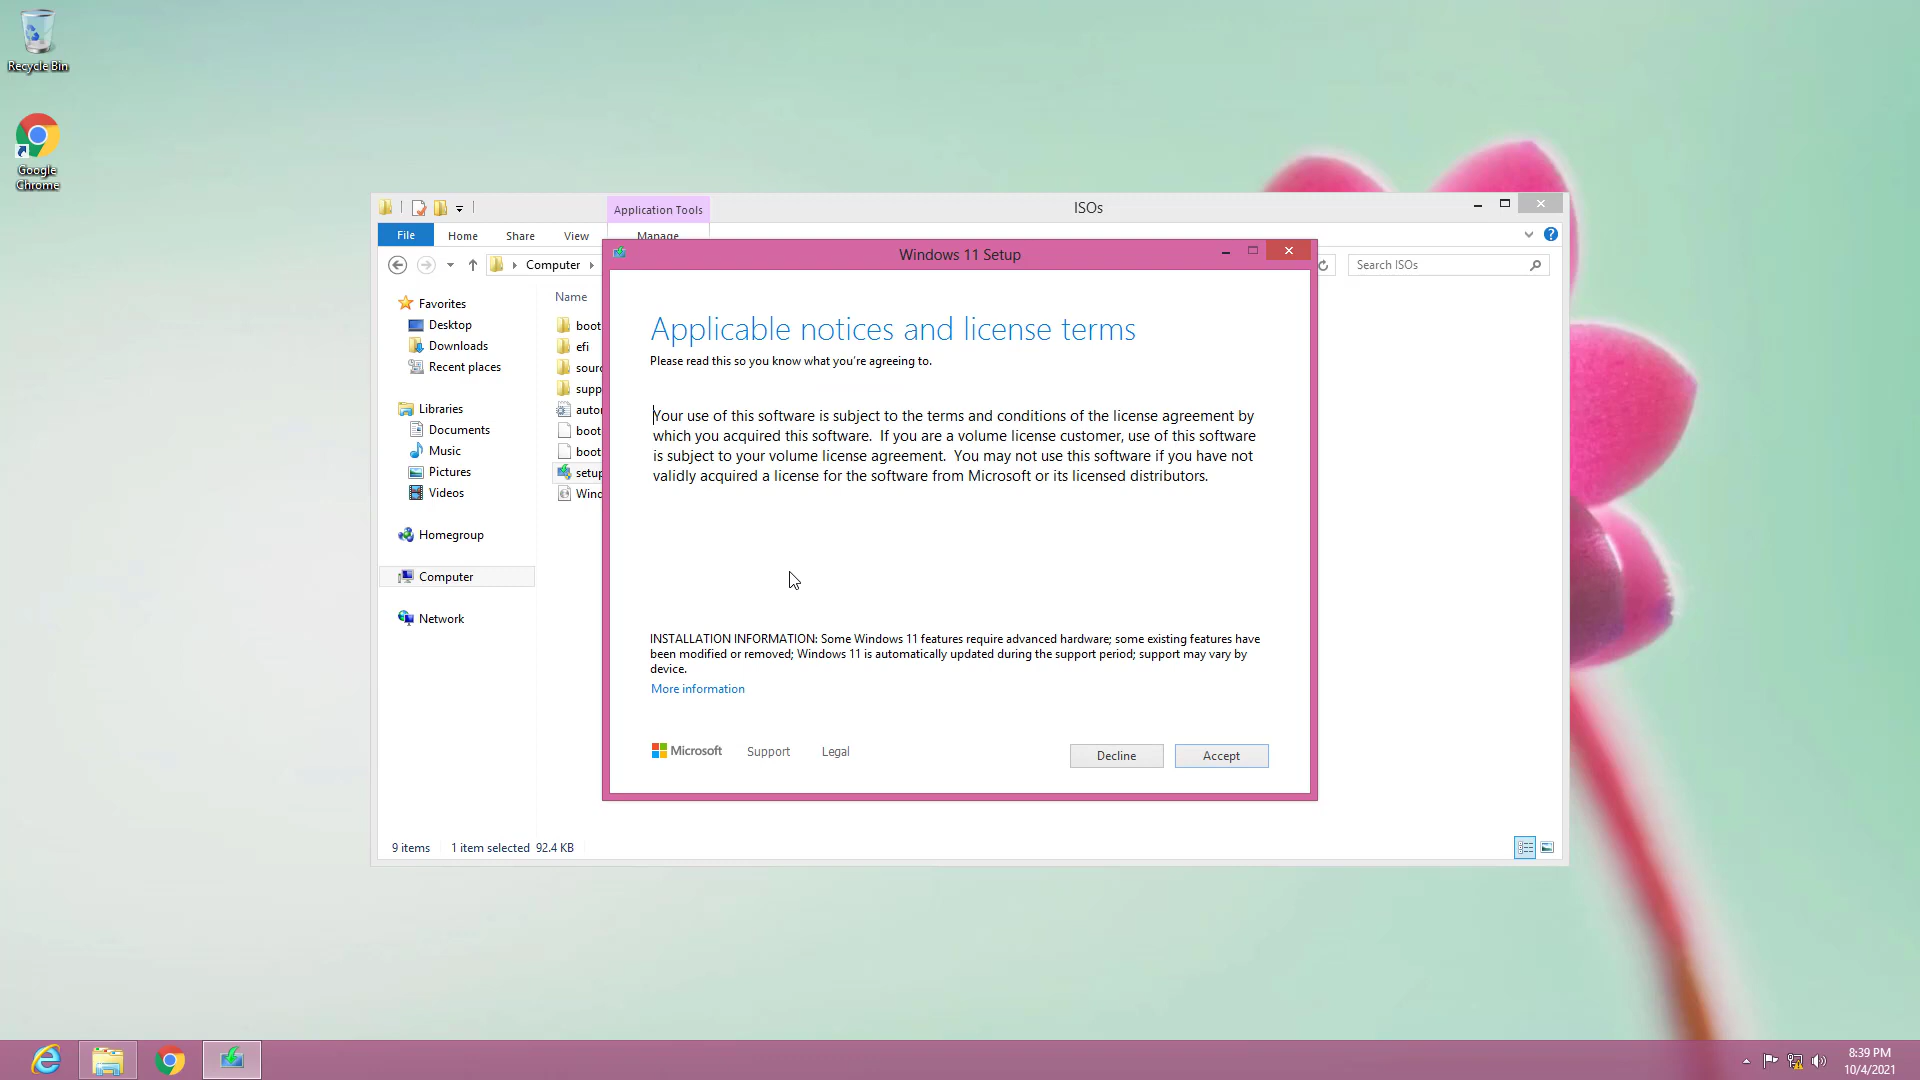 Recycle Bin
Google
Chrome
Application Tools
ISOs
File
Home
Share
View
Manage
Computer
Search ISOs
Favorites
Desktop
Downloads
Recent places
Libraries
Documents
Music
Pictures
Videos
Homegroup
Computer
Network
Name
boot
efi
sourc
supp
autor
boot
boot
setup
Wind
9 items
1 item selected 92.4 KB
Windows 11 Setup
Applicable notices and license terms
Please read this so you know what you're agreeing to.
Your use of this software is subject to the terms and conditions of the license agreement by
which you acquired this software.  If you are a volume license customer, use of this software
is subject to your volume license agreement.  You may not use this software if you have not
validly acquired a license for the software from Microsoft or its licensed distributors.
INSTALLATION INFORMATION: Some Windows 11 features require advanced hardware; some existing features have
been modified or removed; Windows 11 is automatically updated during the support period; support may vary by
device.
More information
Microsoft
Support
Legal
Decline
Accept
8:39 PM
10/4/2021